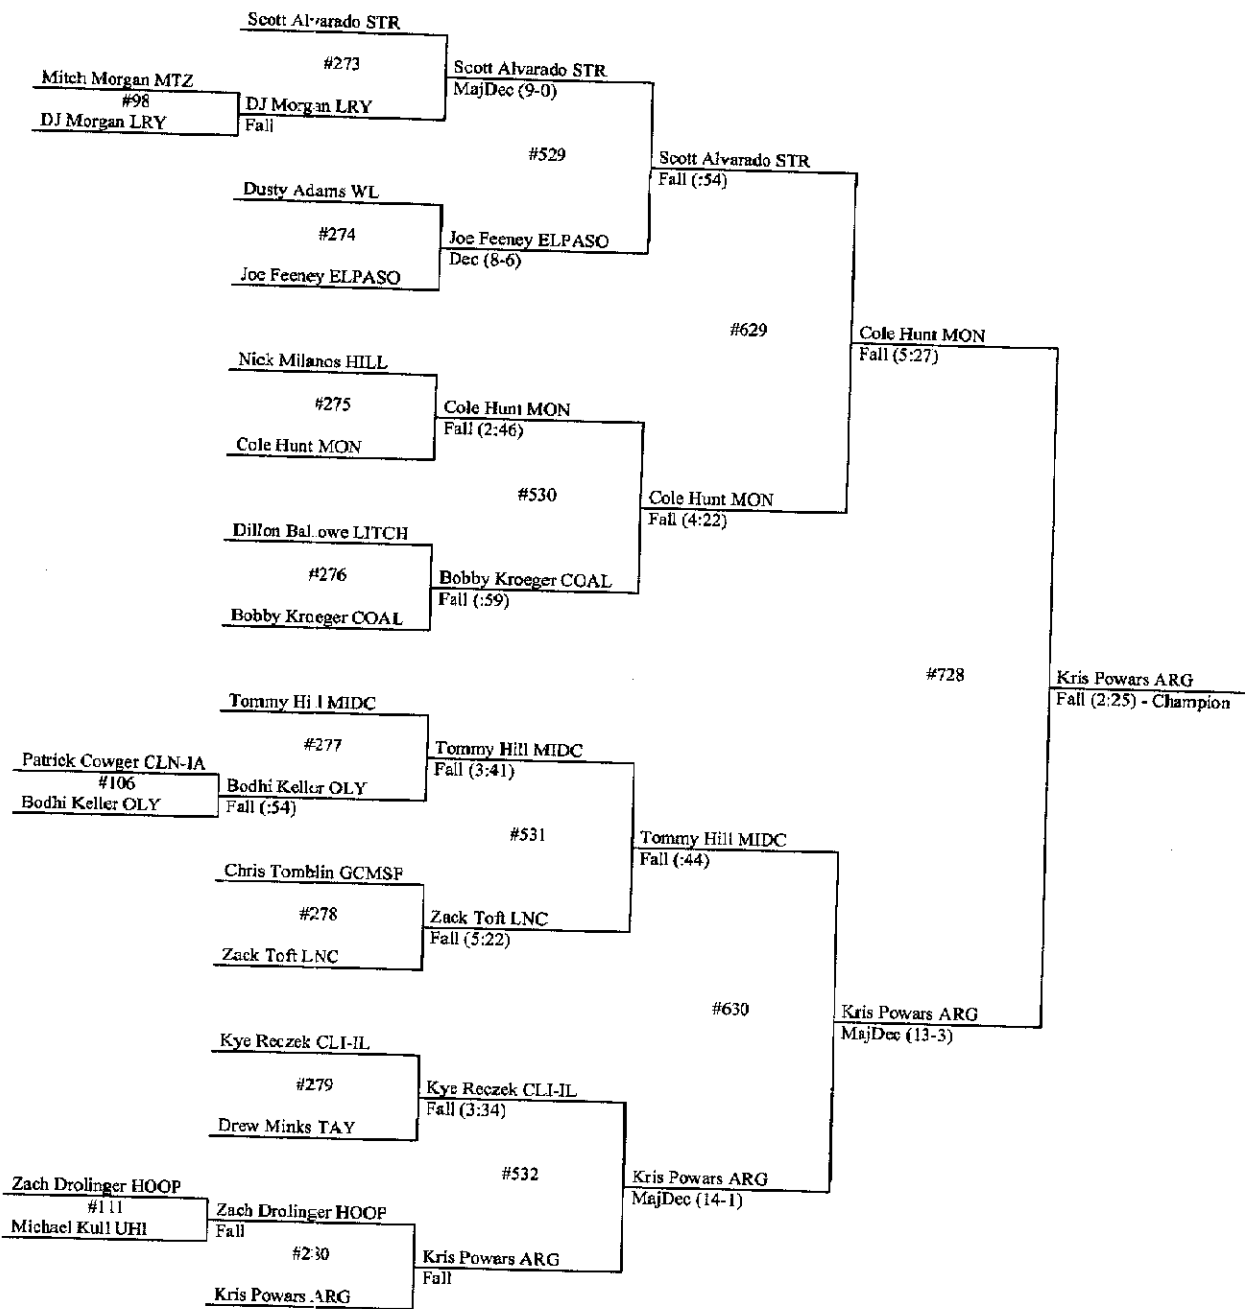 Scott Alvarado STR
#273
Mitch Morgan MTZ
#98
DJ Morgan LRY
DJ Morgan LRY
Fall
Scott Alvarado STR
MajDec (9-0)
#529
Dusty Adams WL
#274
Joe Feeney ELPASO
Joe Feeney ELPASO
Dec (8-6)
Scott Alvarado STR
Fall (:54)
#629
Nick Milanos HILL
#275
Cole Hunt MON
Cole Hunt MON
Fall (2:46)
#530
Dillon Ballowe LITCH
#276
Bobby Kroeger COAL
Bobby Kroeger COAL
Fall (:59)
Cole Hunt MON
Fall (4:22)
Cole Hunt MON
Fall (5:27)
#728
Kris Powars ARG
Fall (2:25) - Champion
Tommy Hill MIDC
#277
Patrick Cowger CLN-IA
#106
Bodhi Keller OLY
Bodhi Keller OLY
Fall (:54)
Tommy Hill MIDC
Fall (3:41)
#531
Chris Tomblin GCMSF
#278
Zack Toft LNC
Zack Toft LNC
Fall (5:22)
Tommy Hill MIDC
Fall (:44)
#630
Kris Powars ARG
MajDec (13-3)
Kye Reczek CLI-IL
#279
Drew Minks TAY
Kye Reczek CLI-IL
Fall (3:34)
#532
Kris Powars ARG
MajDec (14-1)
Zach Drolinger HOOP
#111
Michael Kull UHI
Zach Drolinger HOOP
Fall
#280
Kris Powars ARG
Kris Powars ARG
Fall